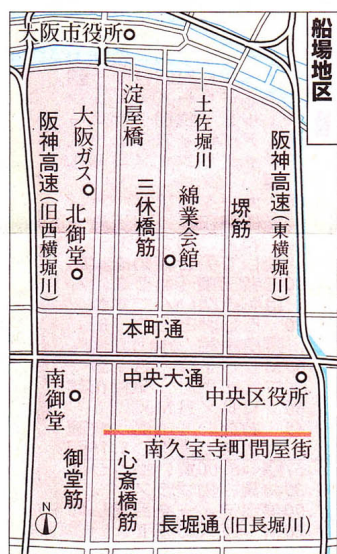 船場地区
大阪市役所
淀屋橋
土佐堀川
阪神高速(旧西横堀川)
大阪ガス
北御堂
三休橋筋
綿業会館
堺筋
阪神高速(東横堀川)
本町通
中央大通
中央区役所
南御堂
南久宝寺町問屋街
御堂筋
心斎橋筋
長堀通(旧長堀川)
N